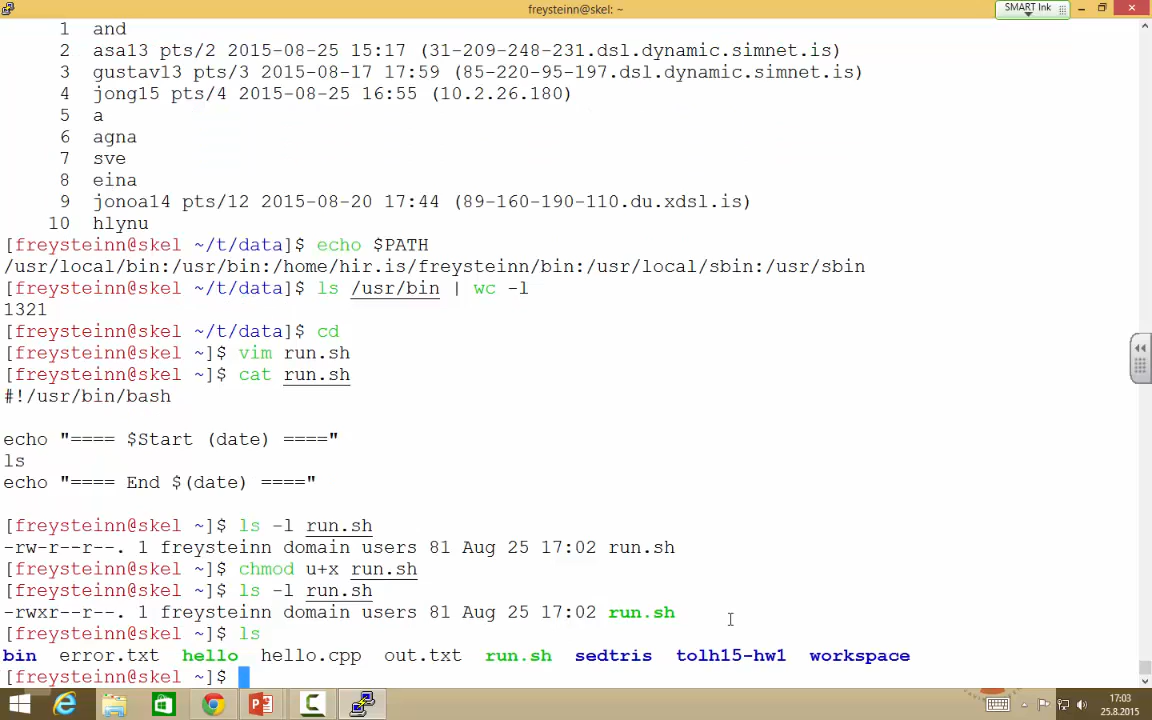 freysteinn@skel: ~
SMART Ink
1 and
2 asa13 pts/2 2015-08-25 15:17 (31-209-248-231.dsl.dynamic.simnet.is)
3 gustav13 pts/3 2015-08-17 17:59 (85-220-95-197.dsl.dynamic.simnet.is)
4 jong15 pts/4 2015-08-25 16:55 (10.2.26.180)
5 a
6 agna
7 sve
8 eina
9 jonoa14 pts/12 2015-08-20 17:44 (89-160-190-110.du.xdsl.is)
10 hlynu
[freysteinn@skel ~/t/data]$ echo $PATH
/usr/local/bin:/usr/bin:/home/hir.is/freysteinn/bin:/usr/local/sbin:/usr/sbin
[freysteinn@skel ~/t/data]$ ls /usr/bin | wc -l
1321
[freysteinn@skel ~/t/data]$ cd
[freysteinn@skel ~]$ vim run.sh
[freysteinn@skel ~]$ cat run.sh
#!/usr/bin/bash
echo "==== $Start (date) ===="
ls
echo "==== End $(date) ===="
[freysteinn@skel ~]$ ls -l run.sh
-rw-r--r--. 1 freysteinn domain users 81 Aug 25 17:02 run.sh
[freysteinn@skel ~]$ chmod u+x run.sh
[freysteinn@skel ~]$ ls -l run.sh
-rwxr--r--. 1 freysteinn domain users 81 Aug 25 17:02 run.sh
[freysteinn@skel ~]$ ls
bin error.txt hello hello.cpp out.txt run.sh sedtris tolh15-hw1 workspace
[freysteinn@skel ~]$
17:03
25.8.2015